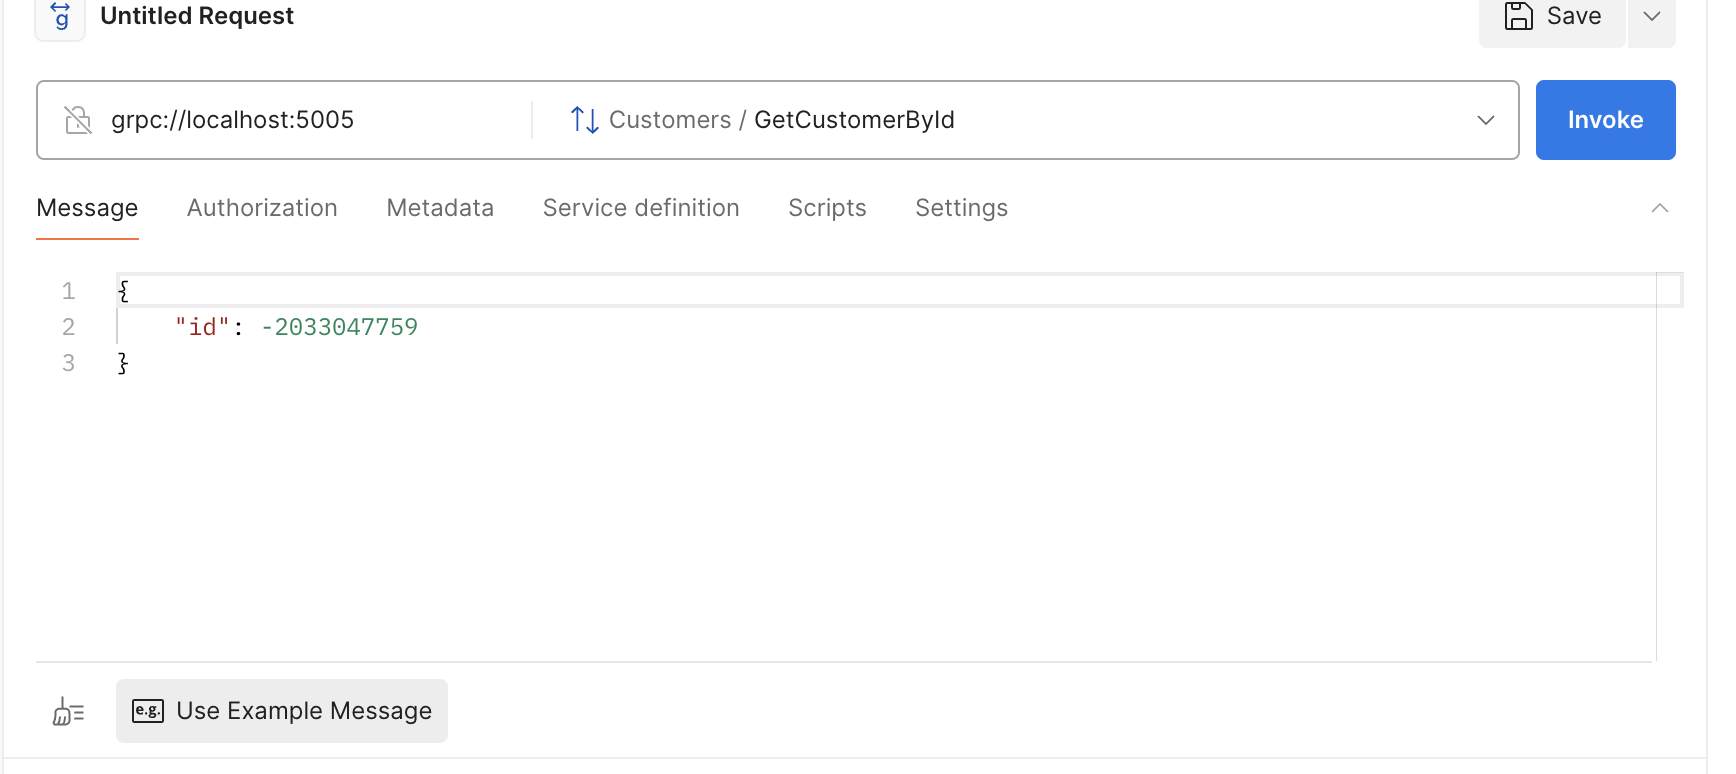 g Untitled Request
Save
grpc://localhost:5005
Customers / GetCustomerById
Invoke
Message Authorization Metadata Service definition Scripts Settings
1 {
2 "id": -2033047759
3 }
e.g. Use Example Message